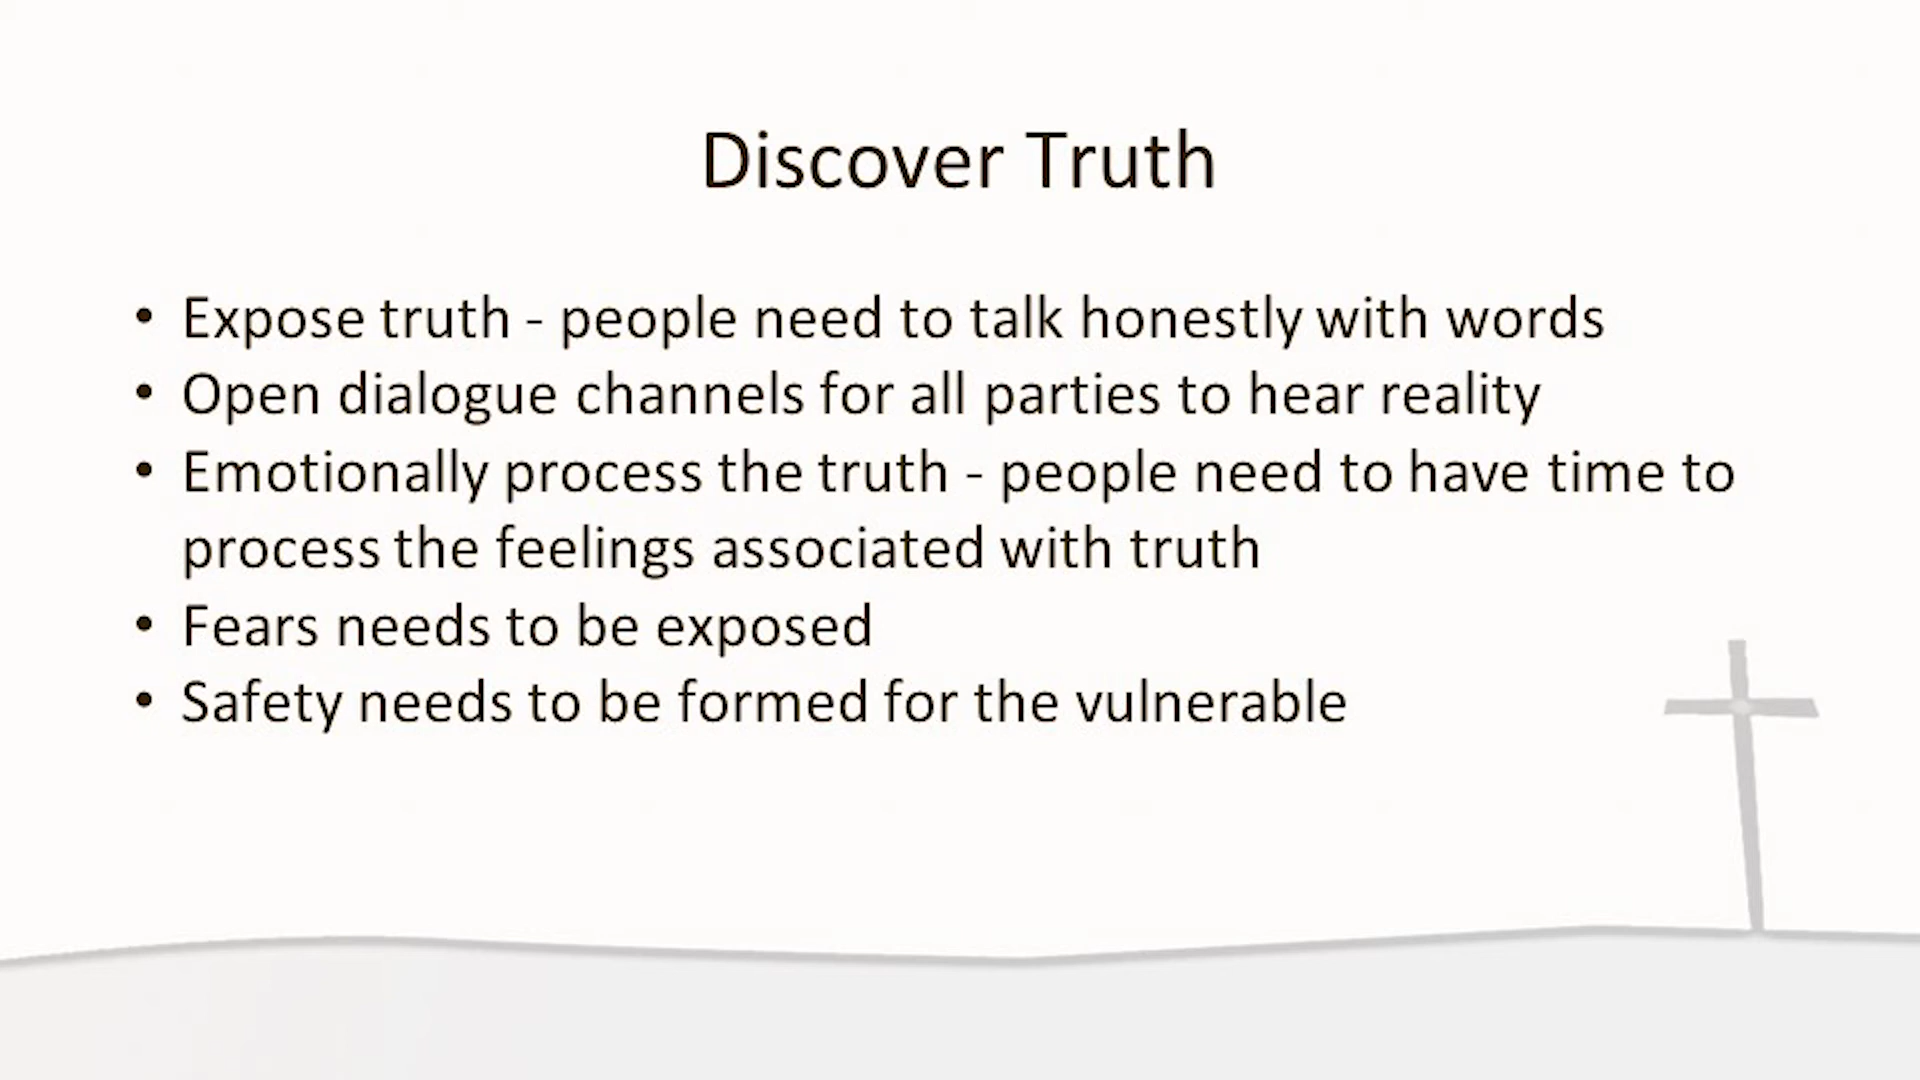 Discover Truth
• Expose truth - people need to talk honestly with words
• Open dialogue channels for all parties to hear reality
• Emotionally process the truth - people need to have time to
process the feelings associated with truth
• Fears needs to be exposed
• Safety needs to be formed for the vulnerable